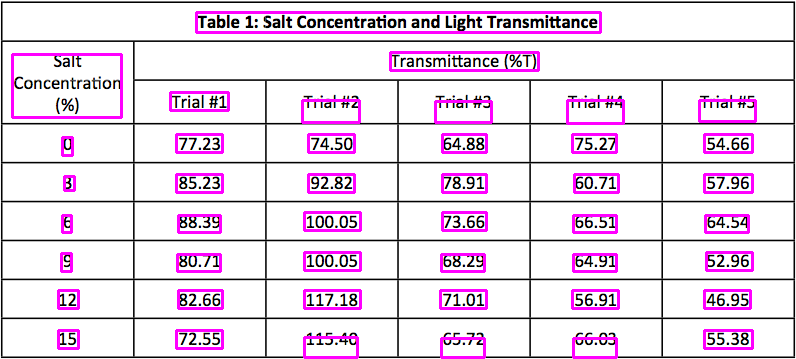 Table 1: Salt Concentration and Light Transmittance
Salt Concentration (%) Transmittance (%T)
Trial #1 Trial #2 Trial #3 Trial #4 Trial #5
0 77.23 74.50 64.88 75.27 54.66
3 85.23 92.82 78.91 60.71 57.96
6 88.39 100.05 73.66 66.51 64.54
9 80.71 100.05 68.29 64.91 52.96
12 82.66 117.18 71.01 56.91 46.95
15 72.55 115.40 65.72 66.03 55.38